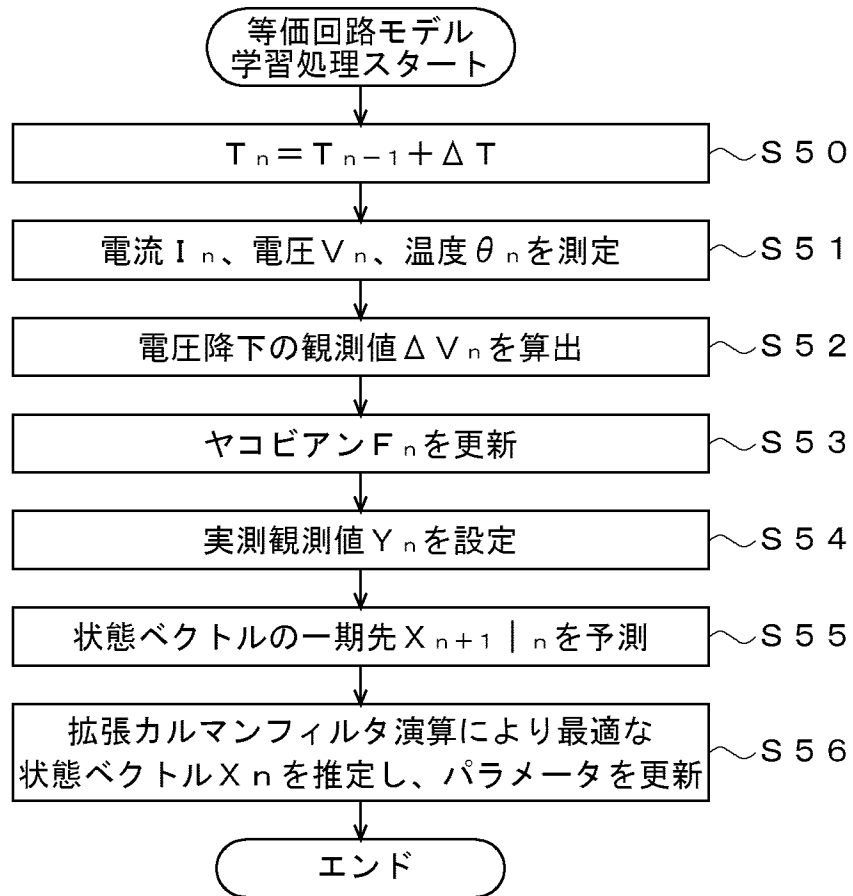 等価回路モデル
学習処理スタート
Tn＝Tn-1＋ΔT
S50
電流In、電圧Vn、温度θnを測定
S51
電圧降下の観測値ΔVnを算出
S52
ヤコビアンFnを更新
S53
実測観測値Ynを設定
S54
状態ベクトルの一期先Xn+1|nを予測
S55
拡張カルマンフィルタ演算により最適な
状態ベクトルXnを推定し、パラメータを更新
S56
エンド